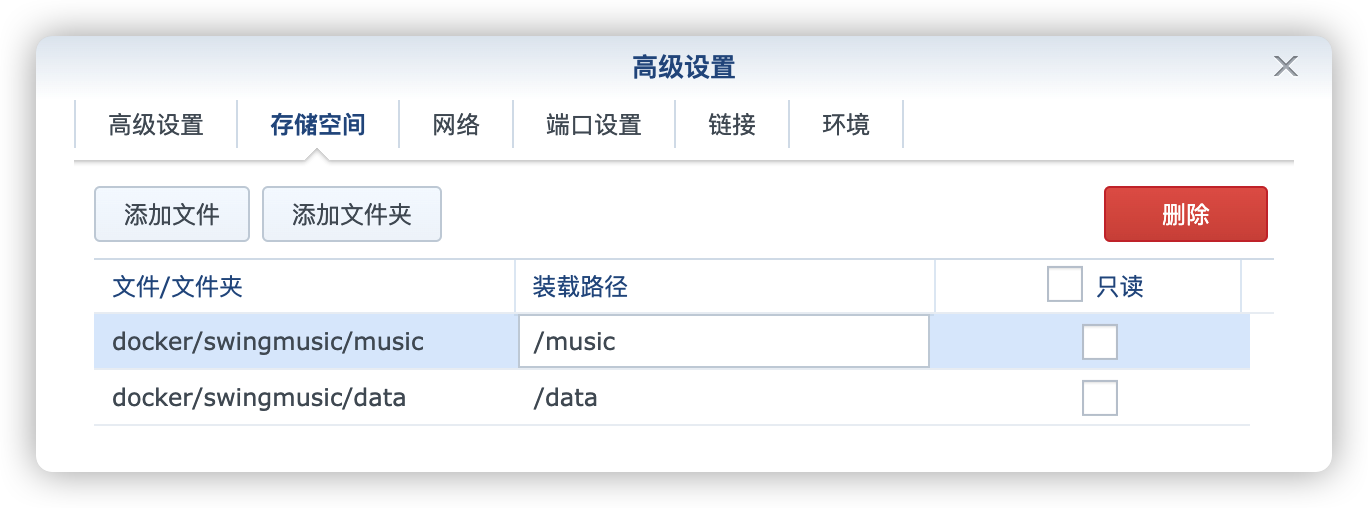 高级设置
高级设置 存储空间 网络 端口设置 链接 环境
添加文件 添加文件夹 删除
文件/文件夹 装载路径 只读
docker/swingmusic/music /music
docker/swingmusic/data /data